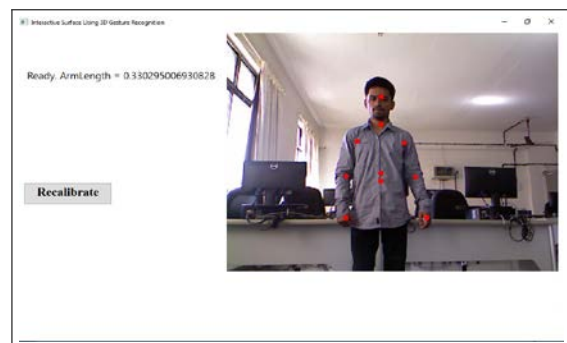 Interactive Surface Using 3D Gesture Recognition
Ready. ArmLength = 0.330295006930828
Recalibrate